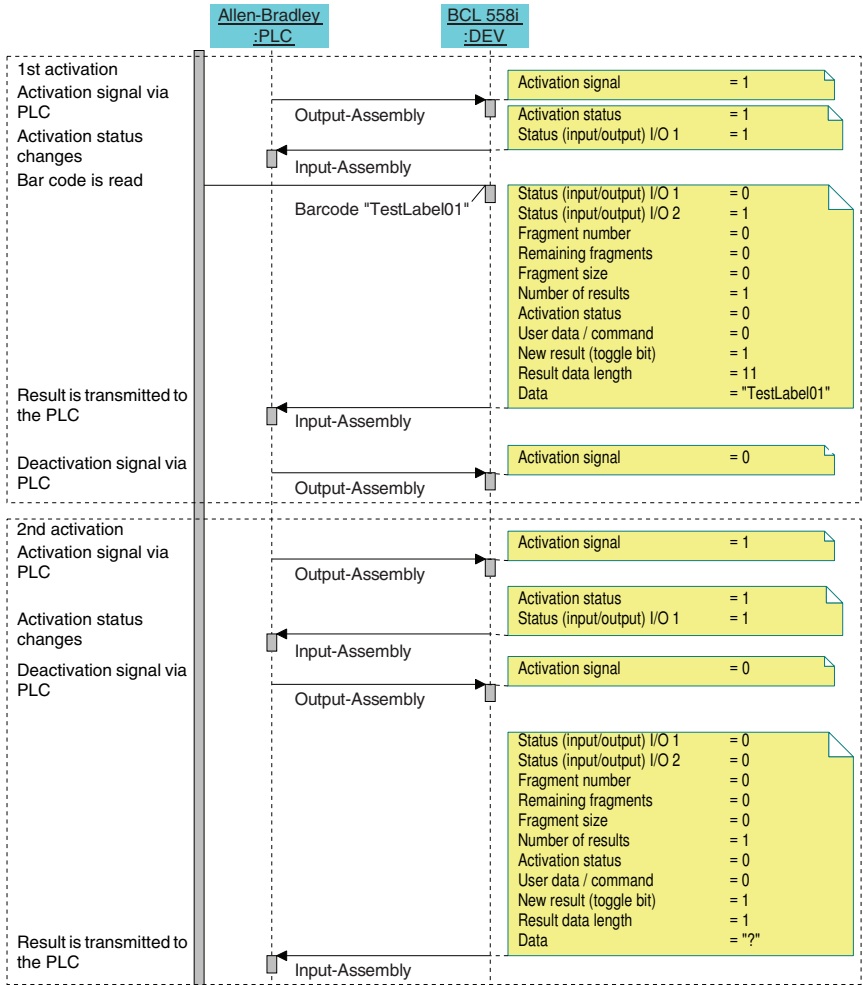 Allen-Bradley
:PLC
BCL 558i
:DEV
1st activation
Activation signal via
PLC
Output-Assembly
Activation signal = 1
Activation status = 1
Status (input/output) I/O 1 = 1
Activation status
changes
Input-Assembly
Bar code is read
Barcode "TestLabel01"
Status (input/output) I/O 1 = 0
Status (input/output) I/O 2 = 1
Fragment number = 0
Remaining fragments = 0
Fragment size = 0
Number of results = 1
Activation status = 0
User data / command = 0
New result (toggle bit) = 1
Result data length = 11
Data = "TestLabel01"
Result is transmitted to
the PLC
Input-Assembly
Deactivation signal via
PLC
Output-Assembly
Activation signal = 0
2nd activation
Activation signal via
PLC
Output-Assembly
Activation signal = 1
Activation status = 1
Status (input/output) I/O 1 = 1
Activation status
changes
Input-Assembly
Deactivation signal via
PLC
Output-Assembly
Activation signal = 0
Status (input/output) I/O 1 = 0
Status (input/output) I/O 2 = 0
Fragment number = 0
Remaining fragments = 0
Fragment size = 0
Number of results = 1
Activation status = 0
User data / command = 0
New result (toggle bit) = 1
Result data length = 1
Data = "?"
Result is transmitted to
the PLC
Input-Assembly